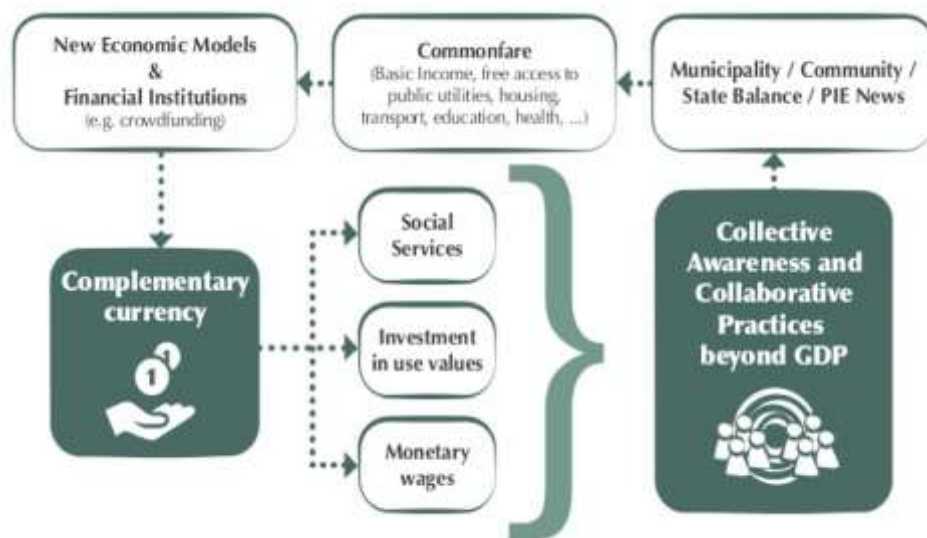 New Economic Models
&
Financial Institutions
(e.g. crowdfunding)
Commonfare
(Basic Income, free access to
public utilities, housing,
transport, education, health, ...)
Municipality / Community /
State Balance / PIE News
Complementary
currency
1
1
Social
Services
Investment
in use values
Monetary
wages
Collective
Awareness and
Collaborative
Practices
beyond GDP